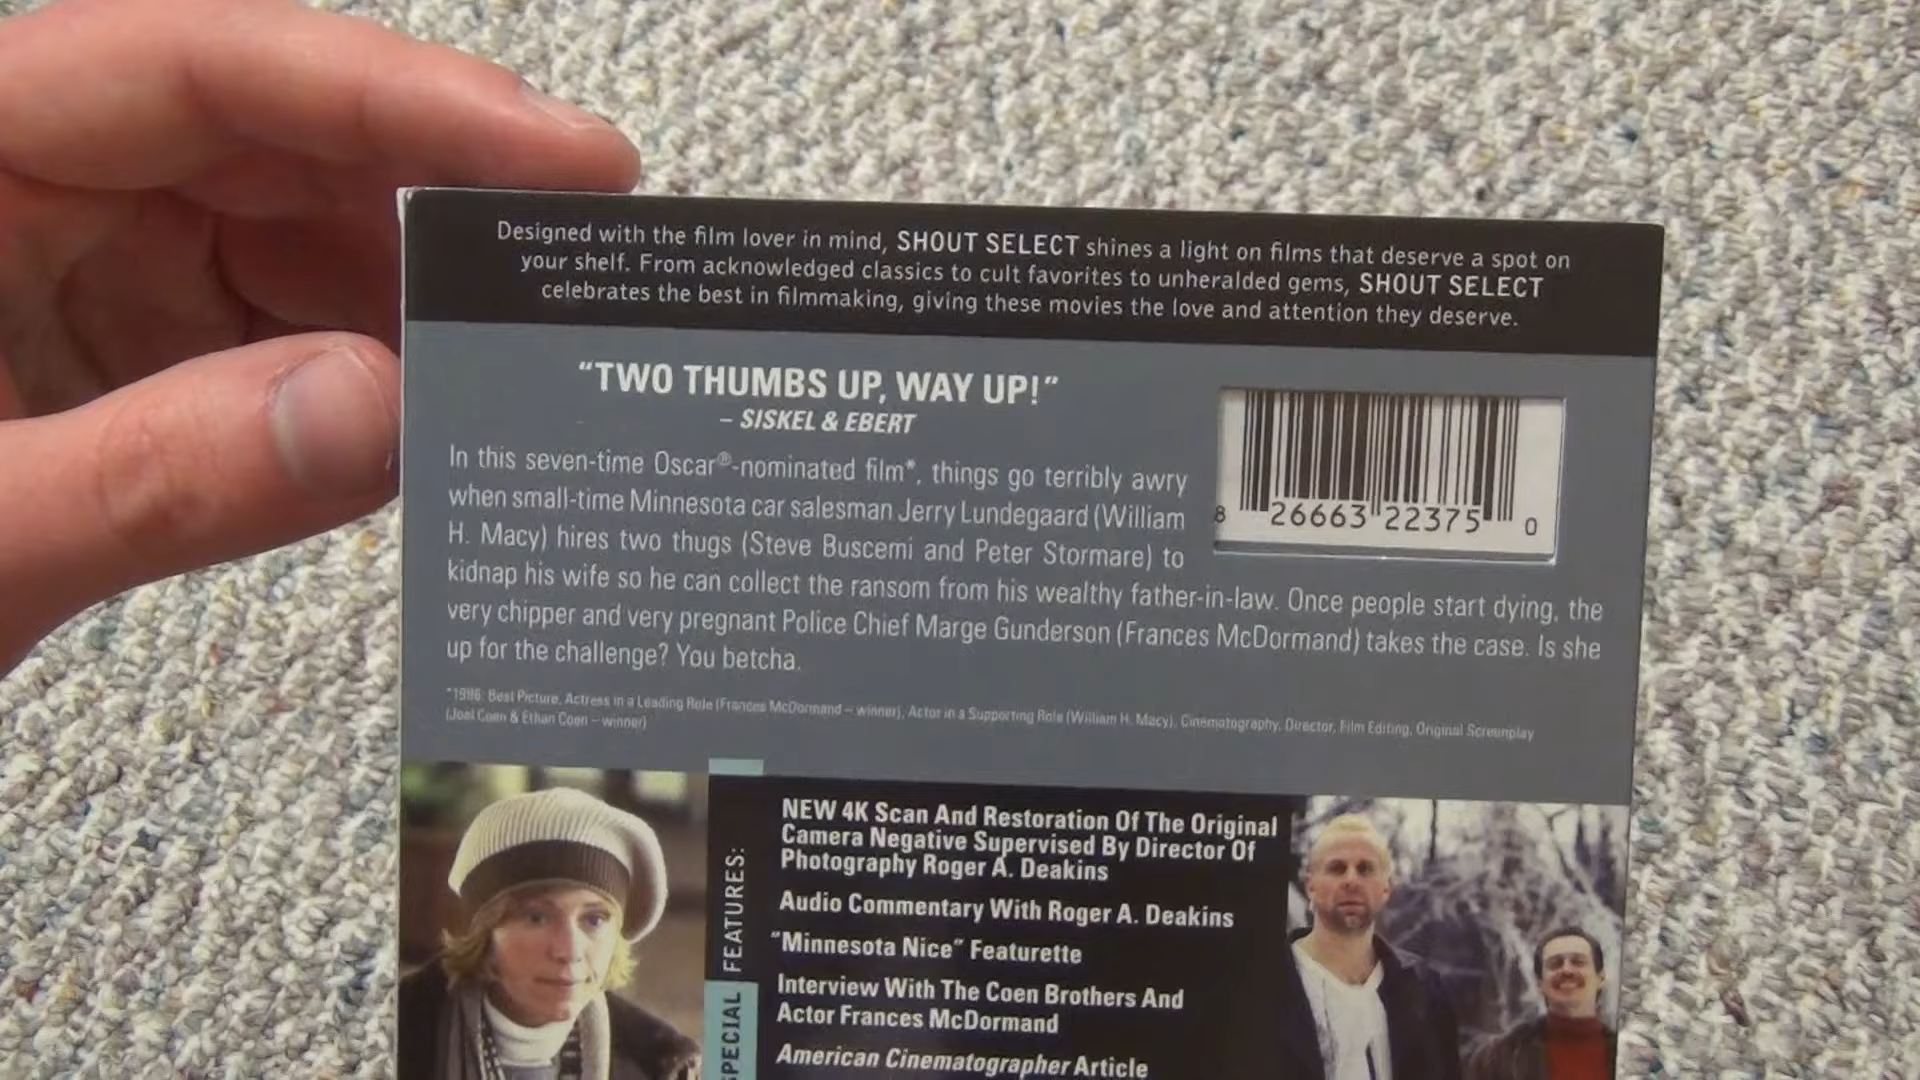 Designed with the film lover in mind, SHOUT SELECT shines a light on films that deserve a spot on
your shelf. From acknowledged classics to cult favorites to unheralded gems, SHOUT SELECT
celebrates the best in filmmaking, giving these movies the love and attention they deserve.
"TWO THUMBS UP, WAY UP!"
– SISKEL & EBERT
In this seven-time Oscar®-nominated film*, things go terribly awry
when small-time Minnesota car salesman Jerry Lundegaard (William
H. Macy) hires two thugs (Steve Buscemi and Peter Stormare) to
kidnap his wife so he can collect the ransom from his wealthy father-in-law. Once people start dying, the
very chipper and very pregnant Police Chief Marge Gunderson (Frances McDormand) takes the case. Is she
up for the challenge? You betcha.
8 26663 22375 0
*1996: Best Picture, Actress in a Leading Role (Frances McDormand – winner), Actor in a Supporting Role (William H. Macy), Cinematography, Director, Film Editing, Original Screenplay
(Joel Coen & Ethan Coen – winner)
SPECIAL FEATURES:
NEW 4K Scan And Restoration Of The Original
Camera Negative Supervised By Director Of
Photography Roger A. Deakins
Audio Commentary With Roger A. Deakins
"Minnesota Nice" Featurette
Interview With The Coen Brothers And
Actor Frances McDormand
American Cinematographer Article